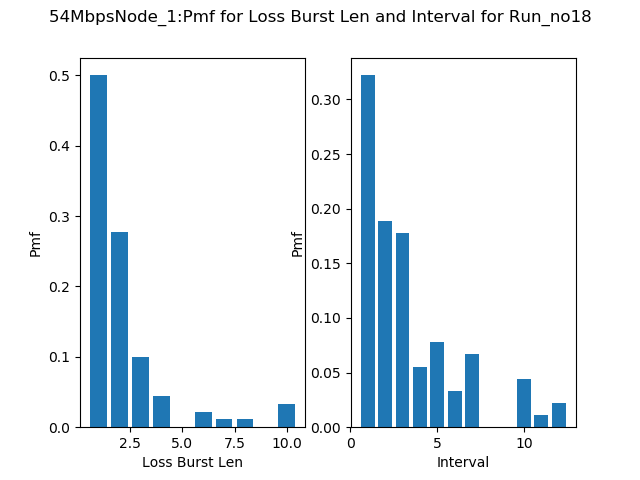 54MbpsNode_1:Pmf for Loss Burst Len and Interval for Run_no18
0.5
0.4
0.3
0.2
0.1
0.0
Pmf
2.5 5.0 7.5 10.0
Loss Burst Len
0.30
0.25
0.20
0.15
0.10
0.05
0.00
Pmf
0 5 10
Interval